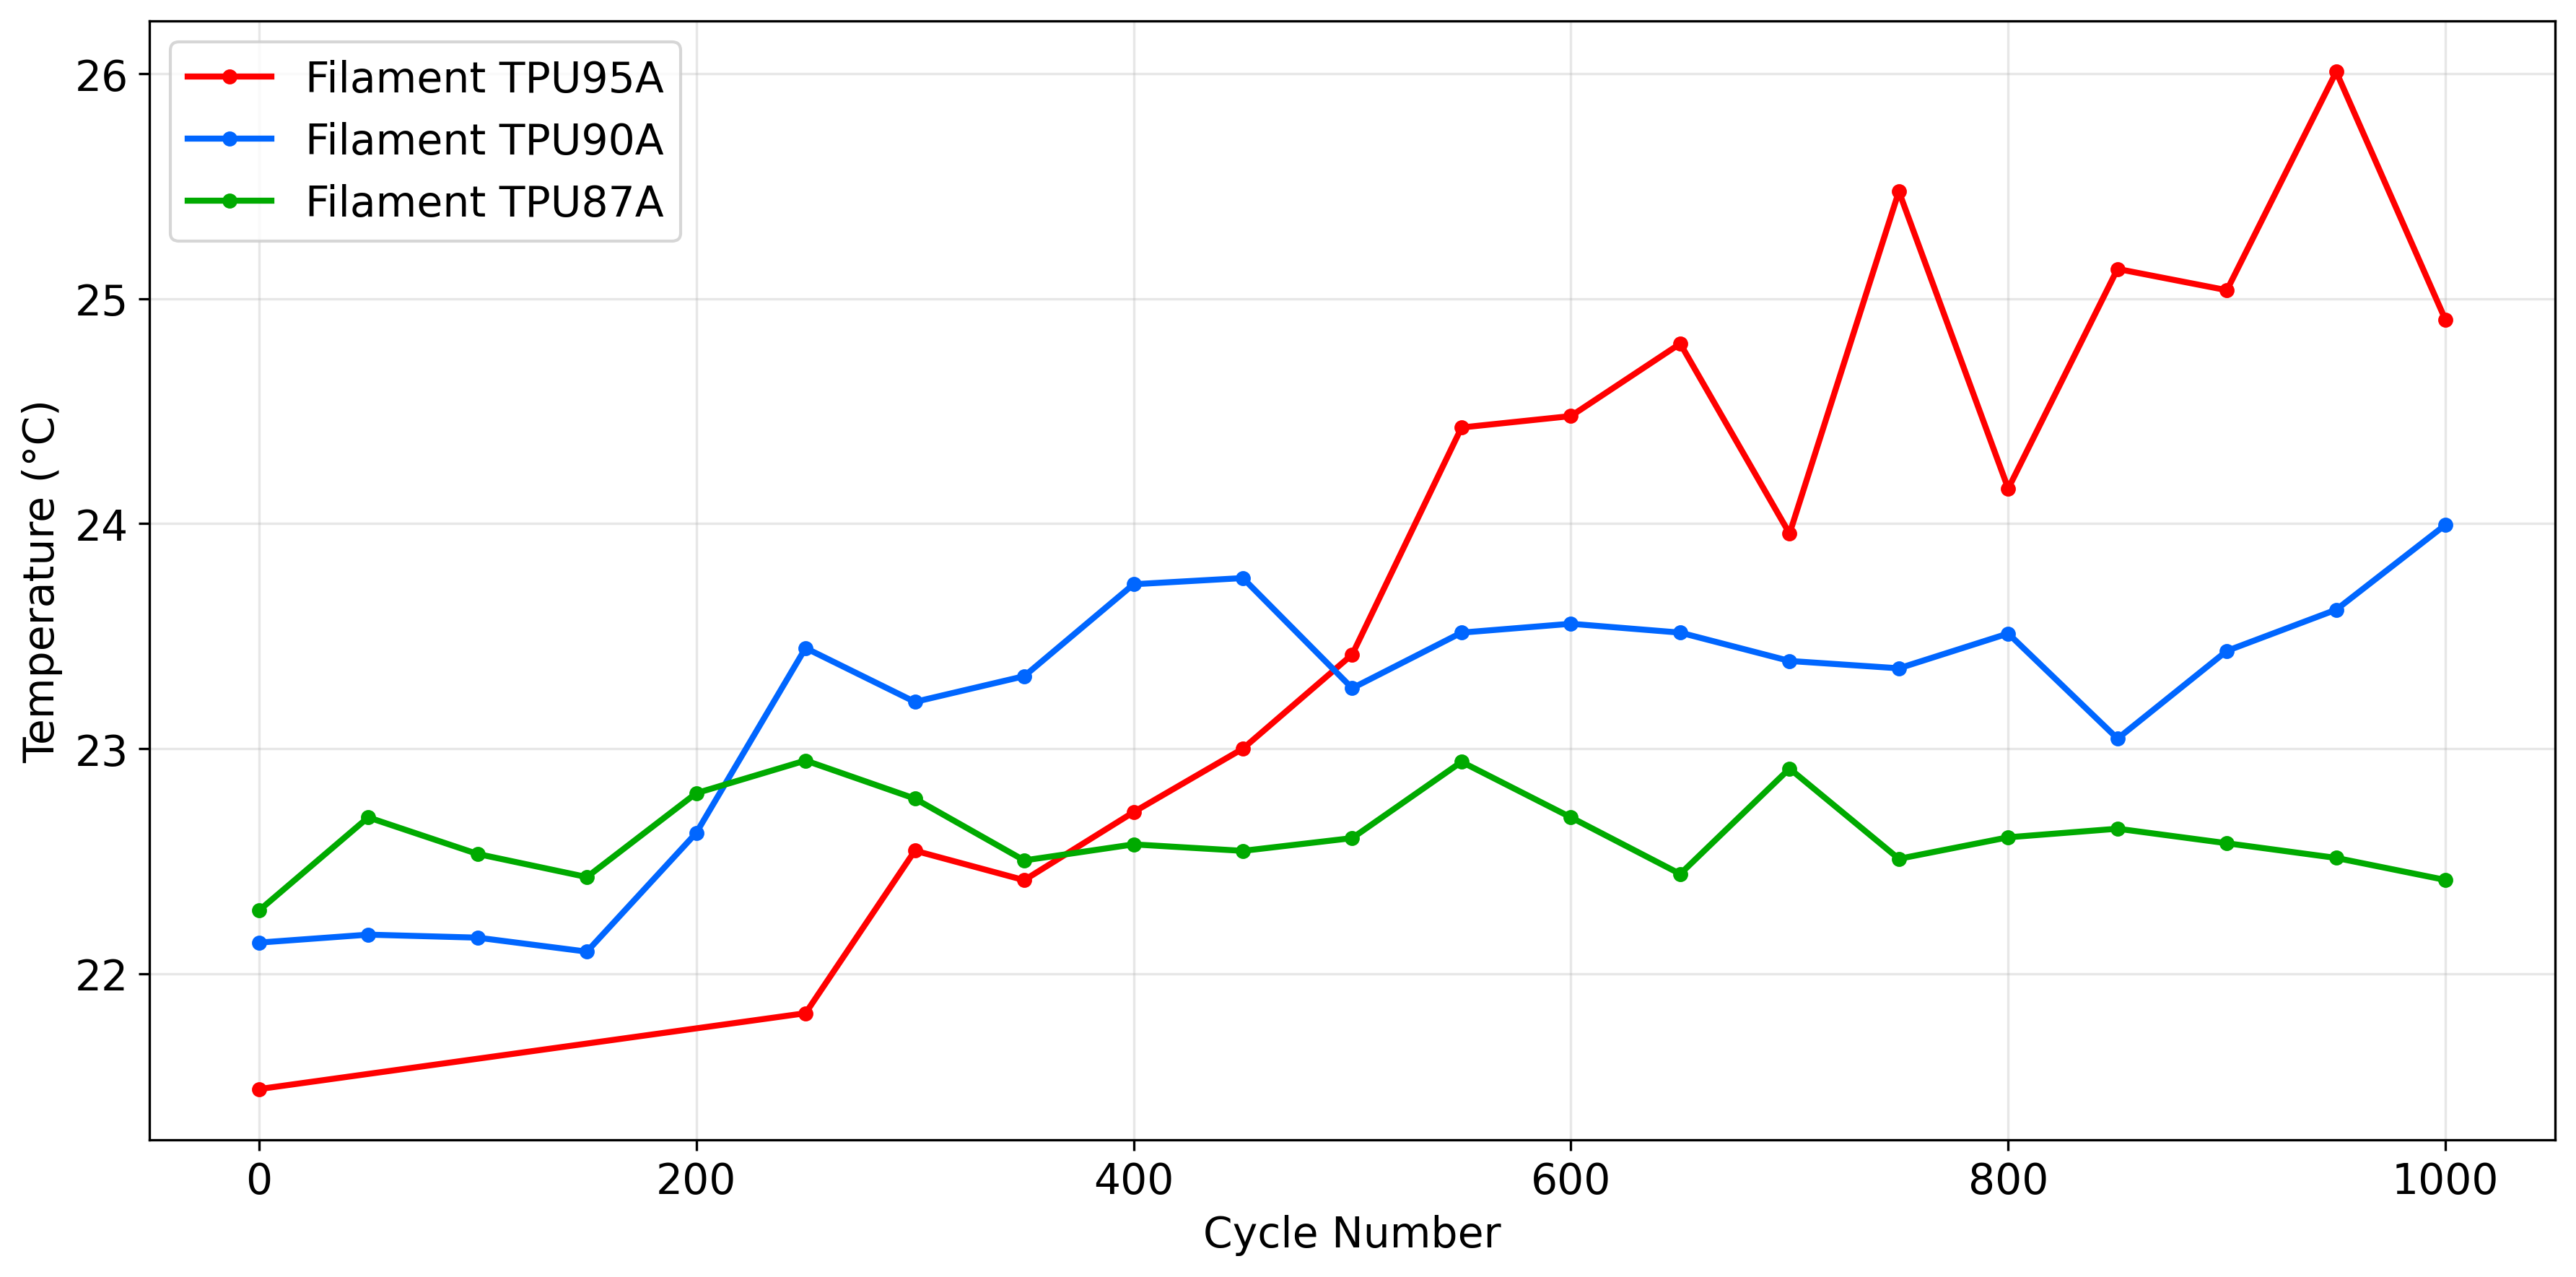 Filament TPU95A
Filament TPU90A
Filament TPU87A
Temperature (°C)
26
25
24
23
22
0 200 400 600 800 1000
Cycle Number